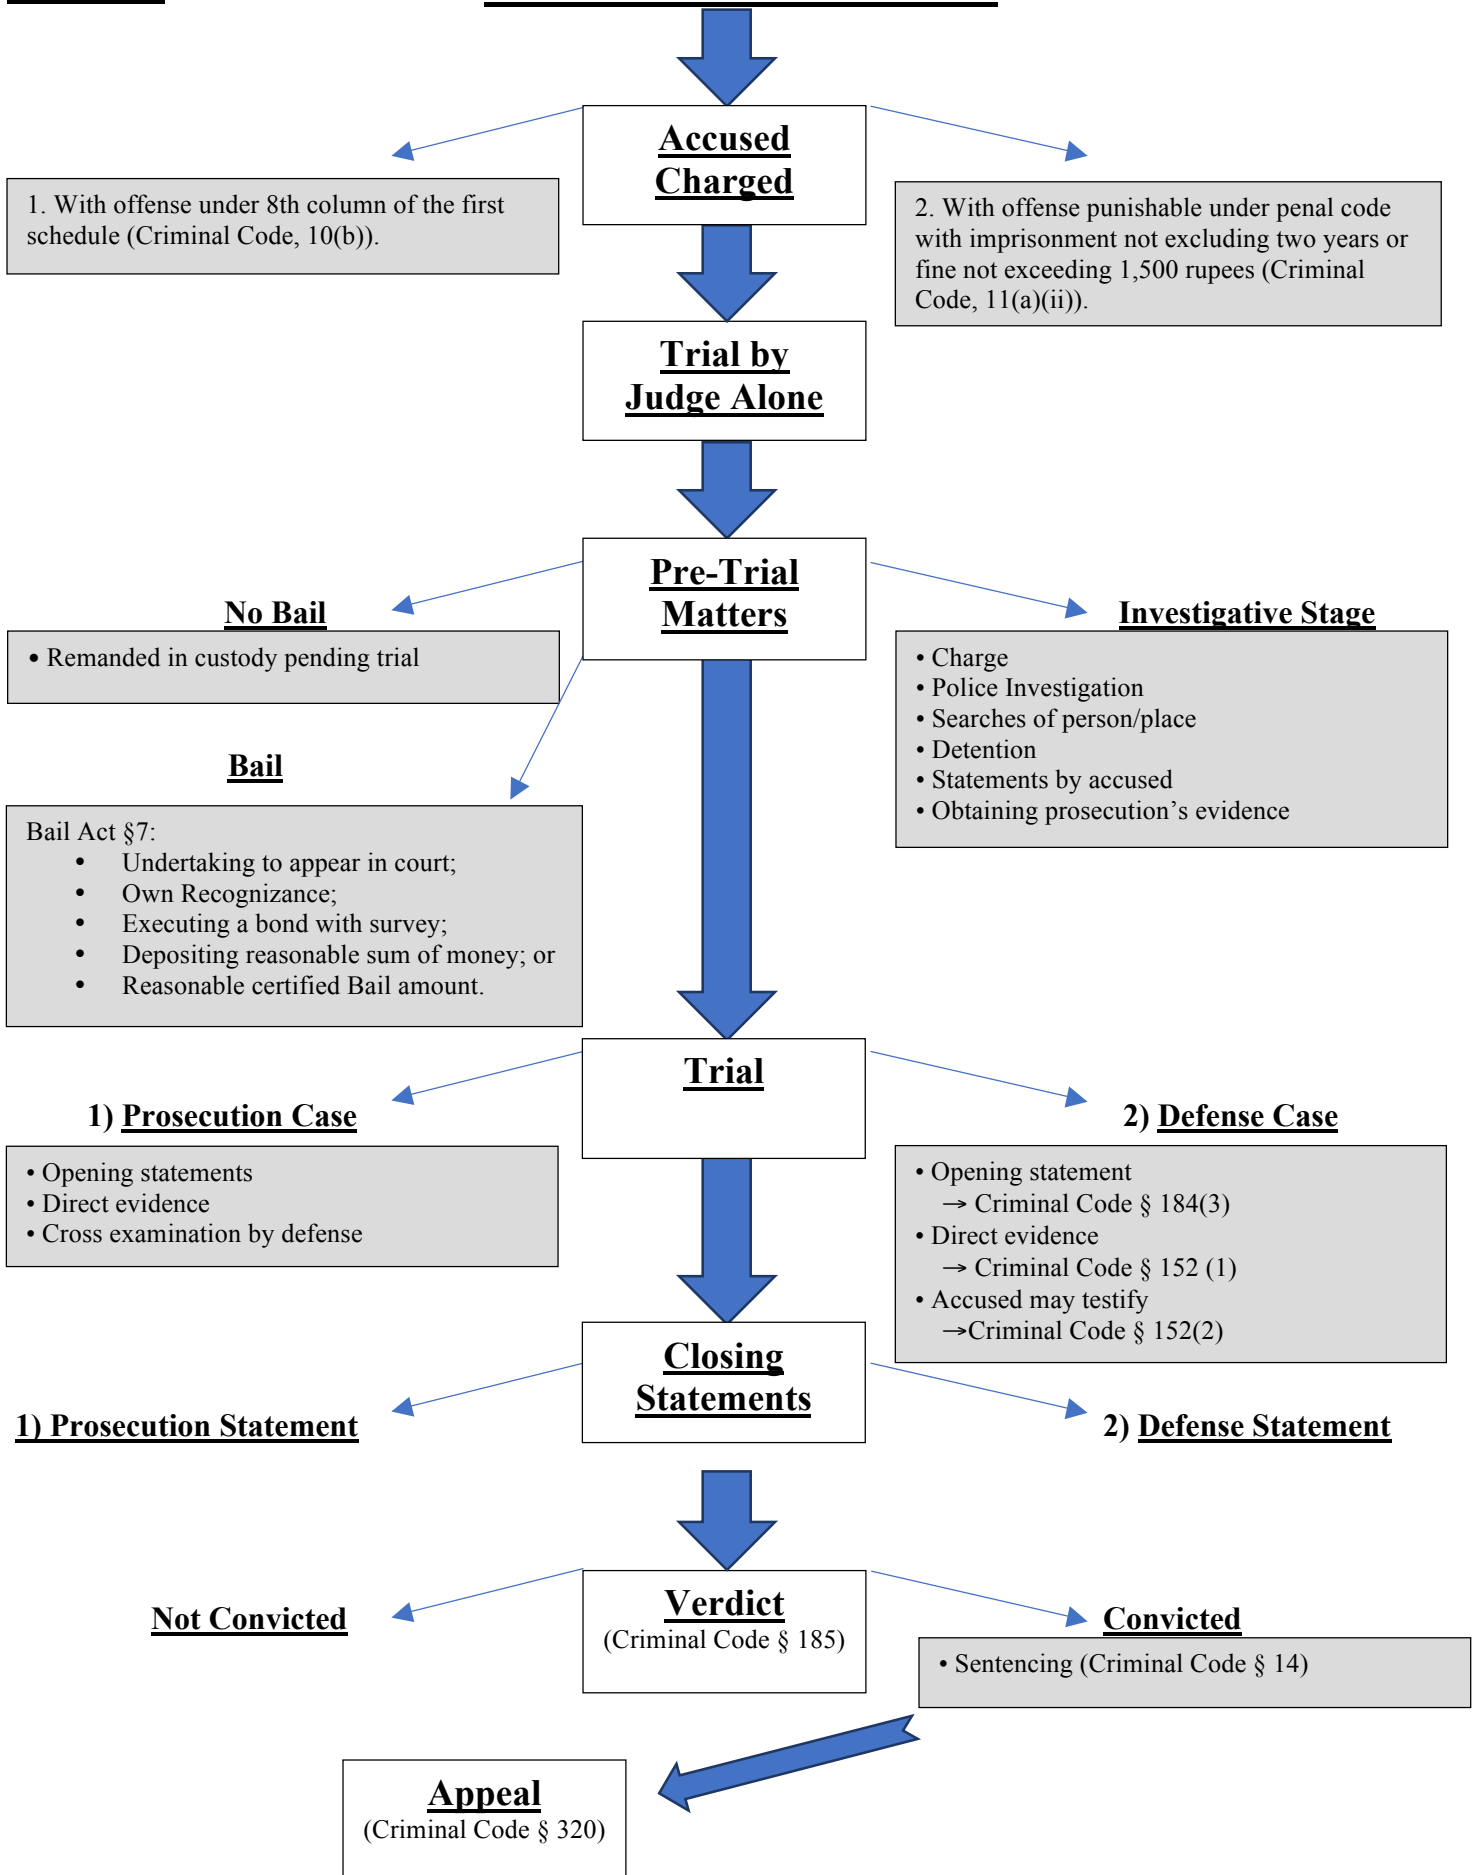 Accused
Charged
1. With offense under 8th column of the first
schedule (Criminal Code, 10(b)).
2. With offense punishable under penal code
with imprisonment not excluding two years or
fine not exceeding 1,500 rupees (Criminal
Code, 11(a)(ii)).
Trial by
Judge Alone
Pre-Trial
Matters
No Bail
• Remanded in custody pending trial
Investigative Stage
• Charge
• Police Investigation
• Searches of person/place
• Detention
• Statements by accused
• Obtaining prosecution’s evidence
Bail
Bail Act §7:
• Undertaking to appear in court;
• Own Recognizance;
• Executing a bond with survey;
• Depositing reasonable sum of money; or
• Reasonable certified Bail amount.
Trial
1) Prosecution Case
• Opening statements
• Direct evidence
• Cross examination by defense
2) Defense Case
• Opening statement
→ Criminal Code § 184(3)
• Direct evidence
→ Criminal Code § 152 (1)
• Accused may testify
→Criminal Code § 152(2)
Closing
Statements
1) Prosecution Statement
2) Defense Statement
Verdict
(Criminal Code § 185)
Not Convicted
Convicted
• Sentencing (Criminal Code § 14)
Appeal
(Criminal Code § 320)